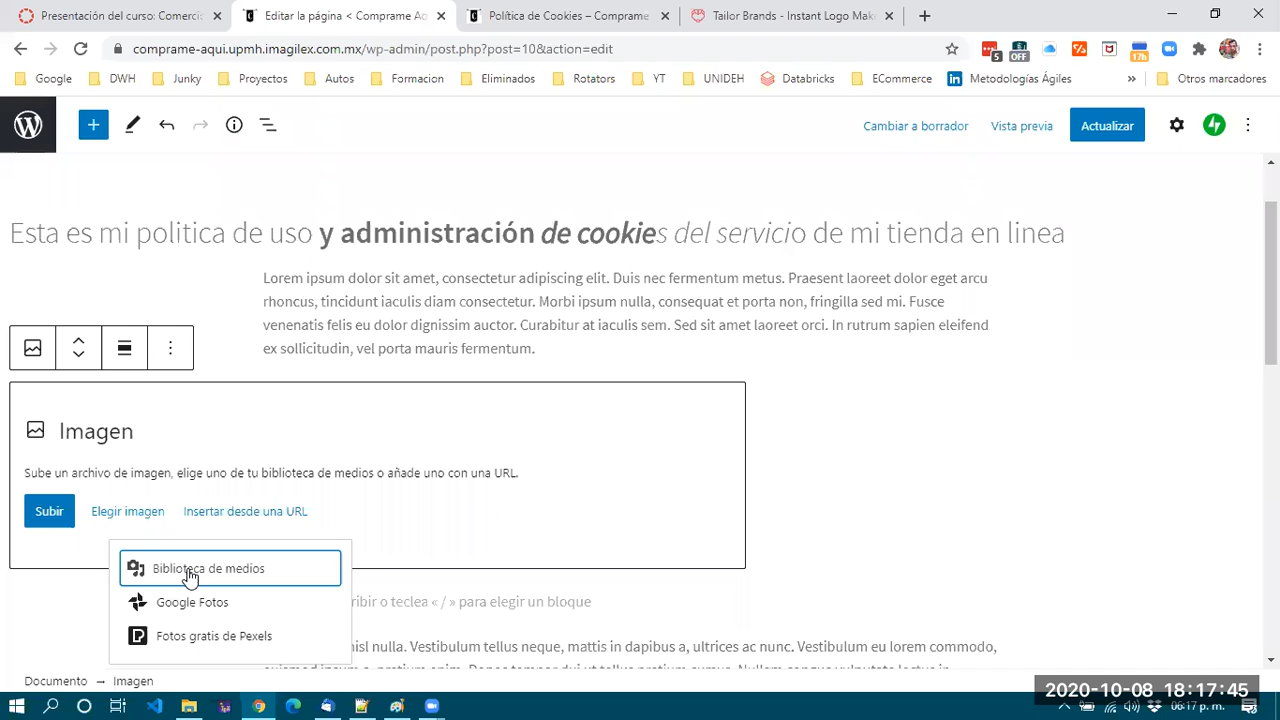 Presentación del curso: Comerci
Editar la página < Comprame Aq
Política de Cookies – Comprame
Tailor Brands - Instant Logo Mak
comprame-aqui.upmh.imagilex.com.mx/wp-admin/post.php?post=10&action=edit
5
OFF
17h
Google
DWH
Junky
Proyectos
Autos
Formacion
Eliminados
Rotators
YT
UNIDEH
Databricks
ECommerce
Metodologías Ágiles
»
Otros marcadores
Cambiar a borrador
Vista previa
Actualizar
Esta es mi politica de uso y administración de cookies del servicio de mi tienda en linea
Lorem ipsum dolor sit amet, consectetur adipiscing elit. Duis nec fermentum metus. Praesent laoreet dolor eget arcu
rhoncus, tincidunt iaculis diam consectetur. Morbi ipsum nulla, consequat et porta non, fringilla sed mi. Fusce
venenatis felis eu dolor dignissim auctor. Curabitur at iaculis sem. Sed sit amet laoreet orci. In rutrum sapien eleifend
ex sollicitudin, vel porta mauris fermentum.
Imagen
Sube un archivo de imagen, elige uno de tu biblioteca de medios o añade uno con una URL.
Subir
Elegir imagen
Insertar desde una URL
Biblioteca de medios
Google Fotos
Fotos gratis de Pexels
ribir o teclea « / » para elegir un bloque
nisl nulla. Vestibulum tellus neque, mattis in dapibus a, ultrices ac nunc. Vestibulum eu lorem commodo,
Documento → Imagen
2020-10-08 18:17:45
06:17 p. m.